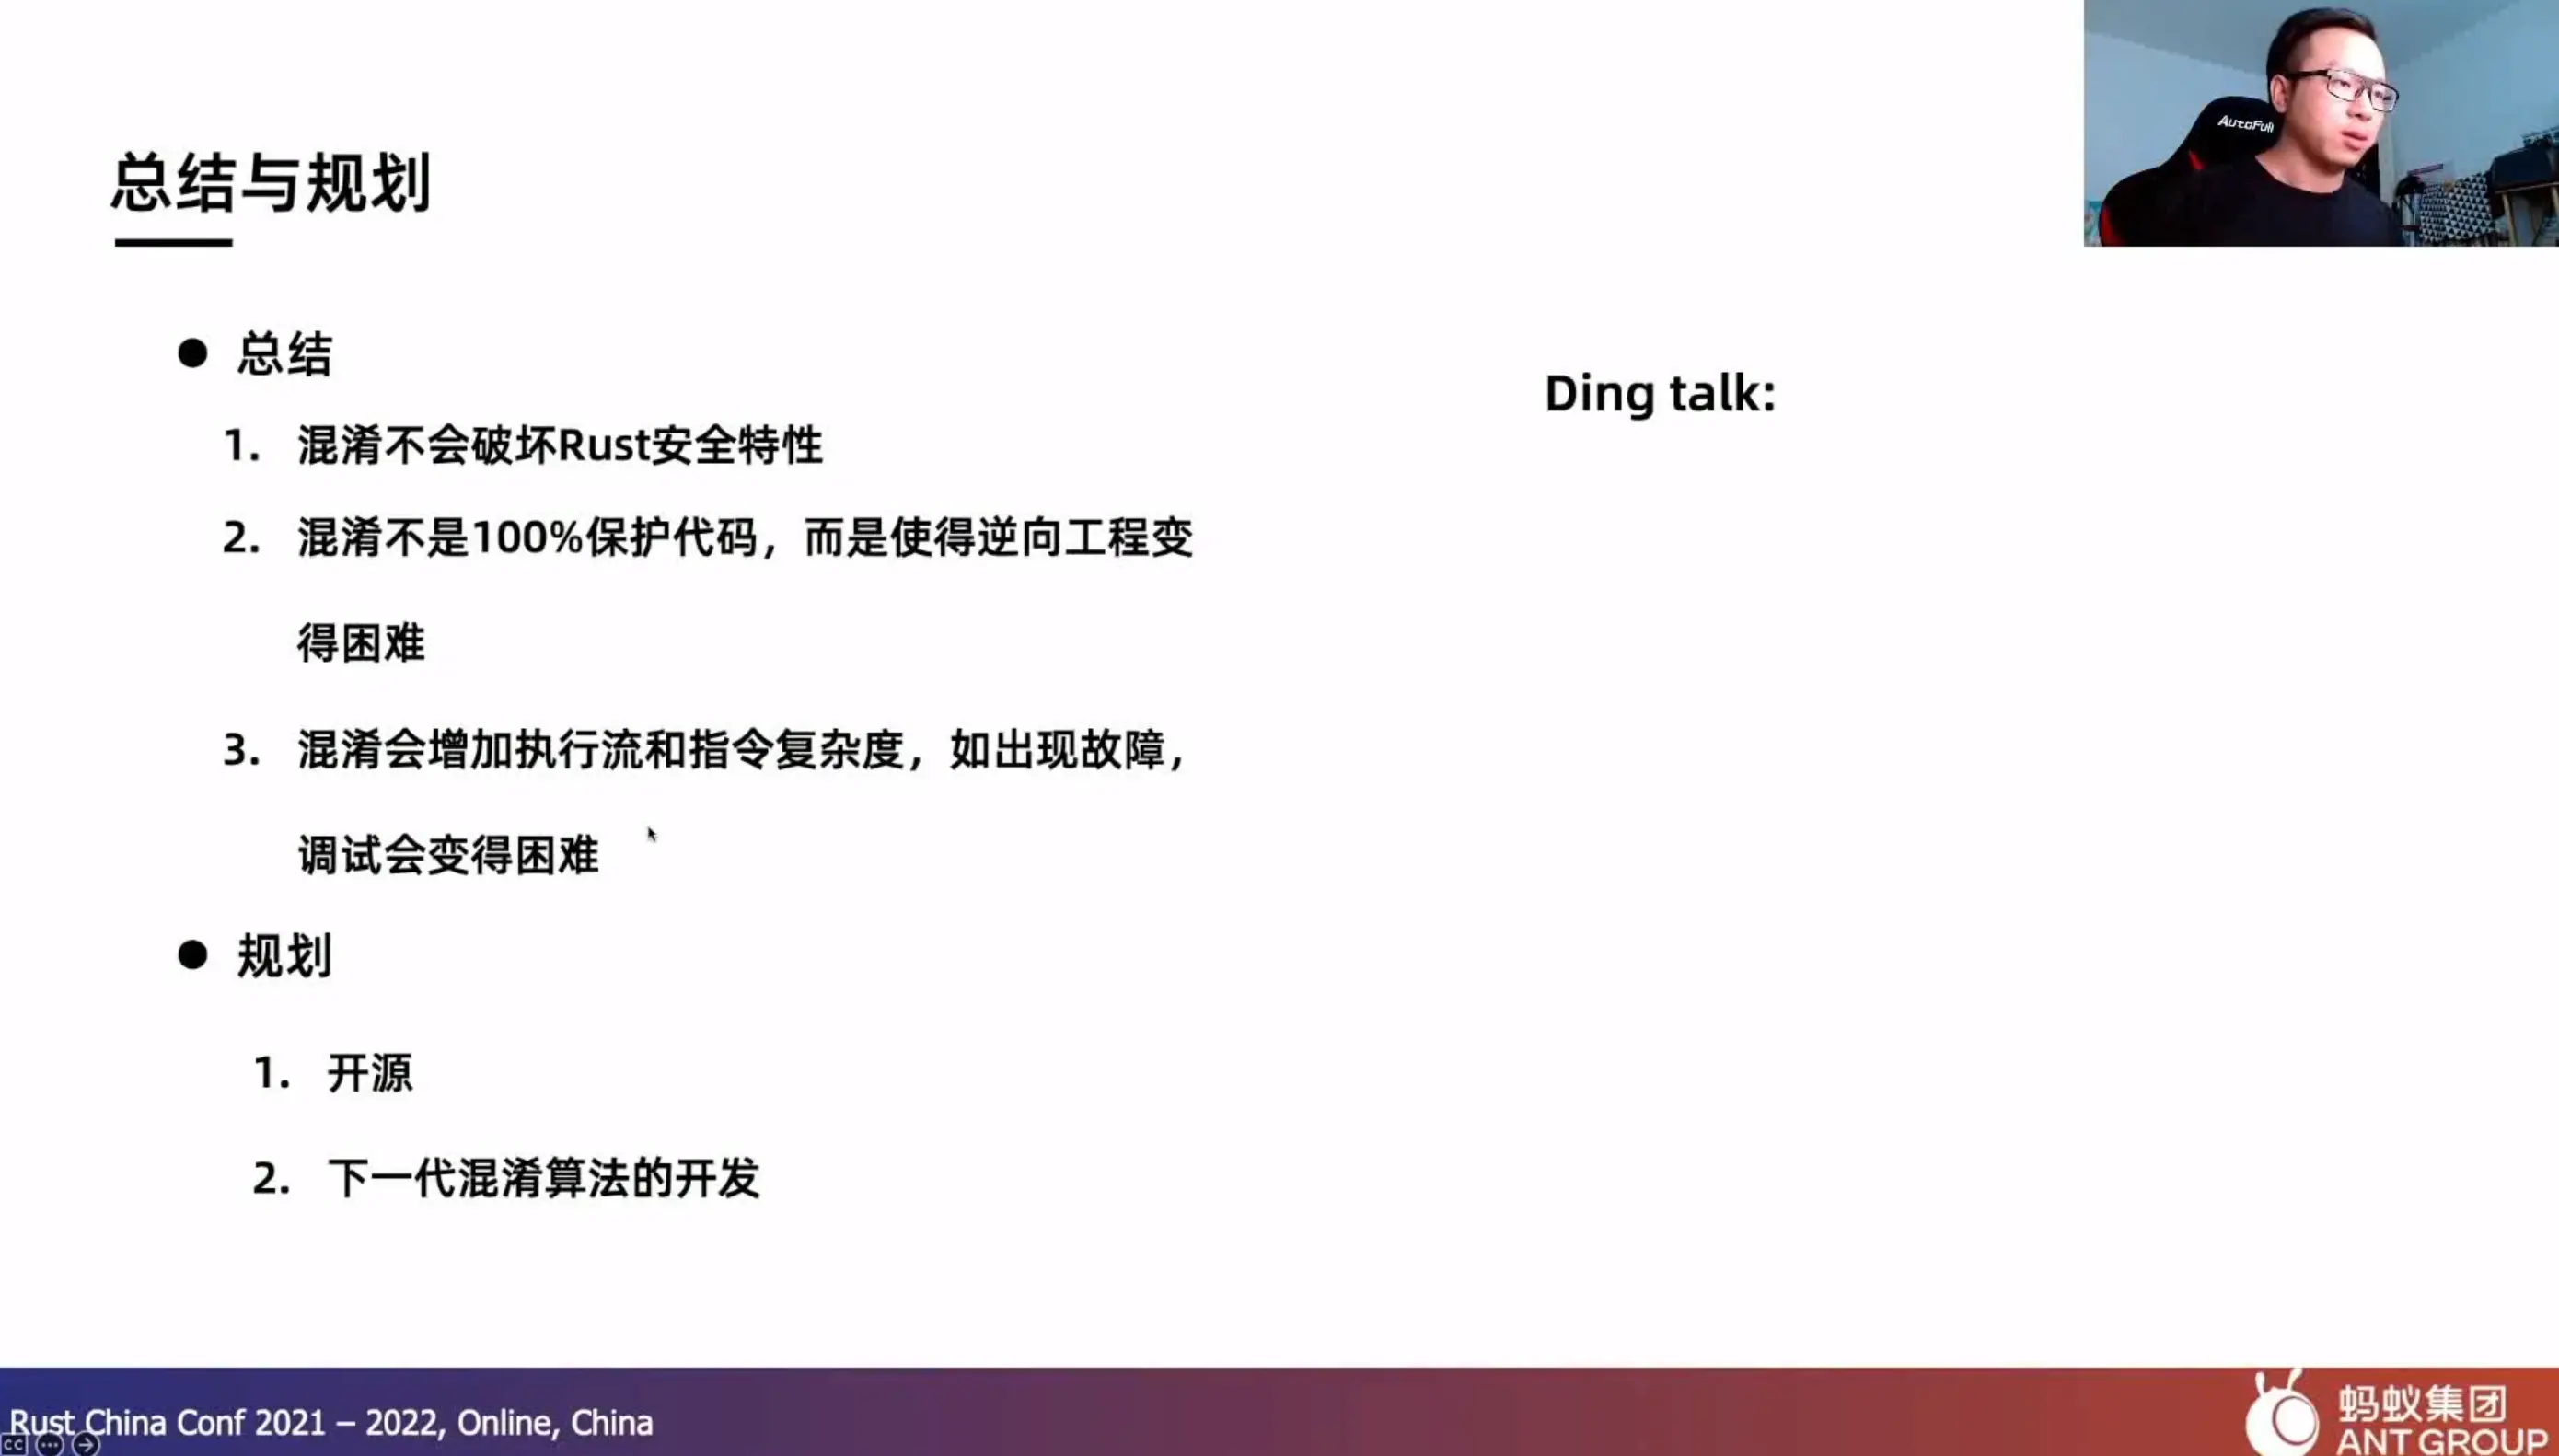 总结与规划
● 总结
1. 混淆不会破坏Rust安全特性
2. 混淆不是100%保护代码，而是使得逆向工程变
得困难
3. 混淆会增加执行流和指令复杂度，如出现故障，
调试会变得困难
● 规划
1. 开源
2. 下一代混淆算法的开发
Ding talk:
AutoFull
Rust China Conf 2021 – 2022, Online, China
CC
蚂蚁集团
ANT GROUP